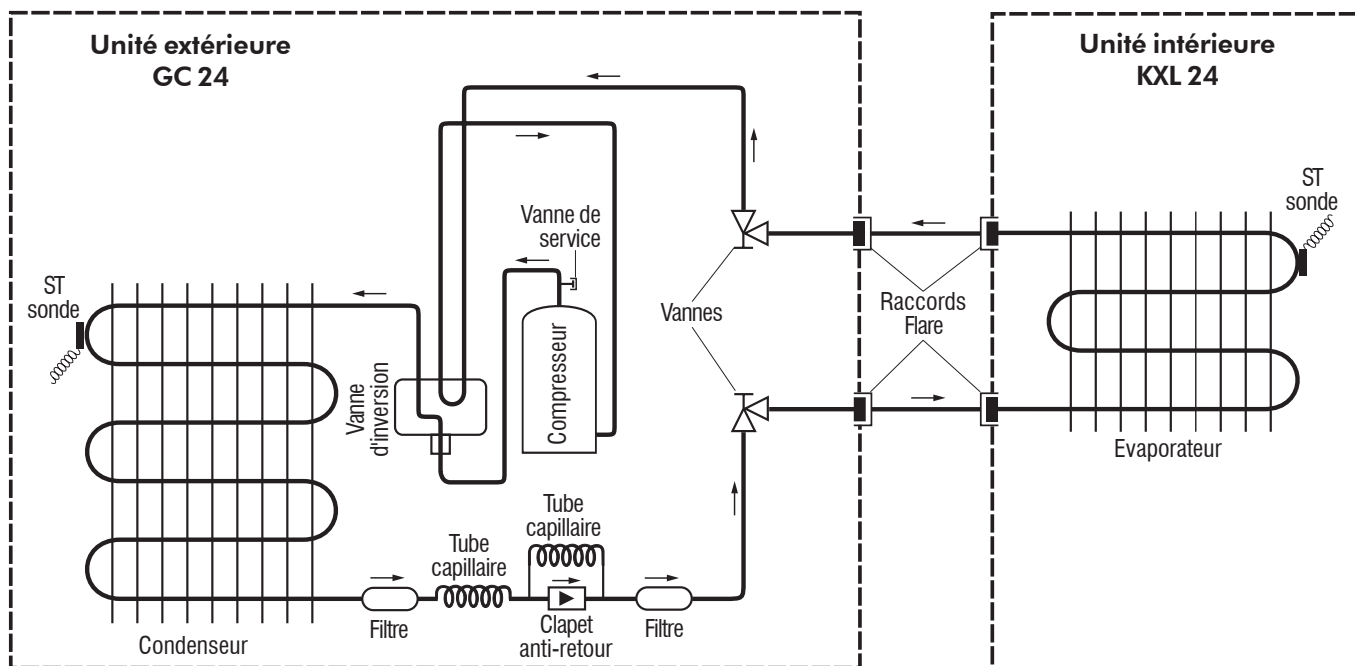 Unité extérieure
GC 24
Unité intérieure
KXL 24
Vanne de
service
ST
sonde
ST
sonde
Vannes
Raccords
Flare
Compresseur
Vanne
d'inversion
Evaporateur
Tube
capillaire
Tube
capillaire
Filtre
Clapet
anti-retour
Filtre
Condenseur